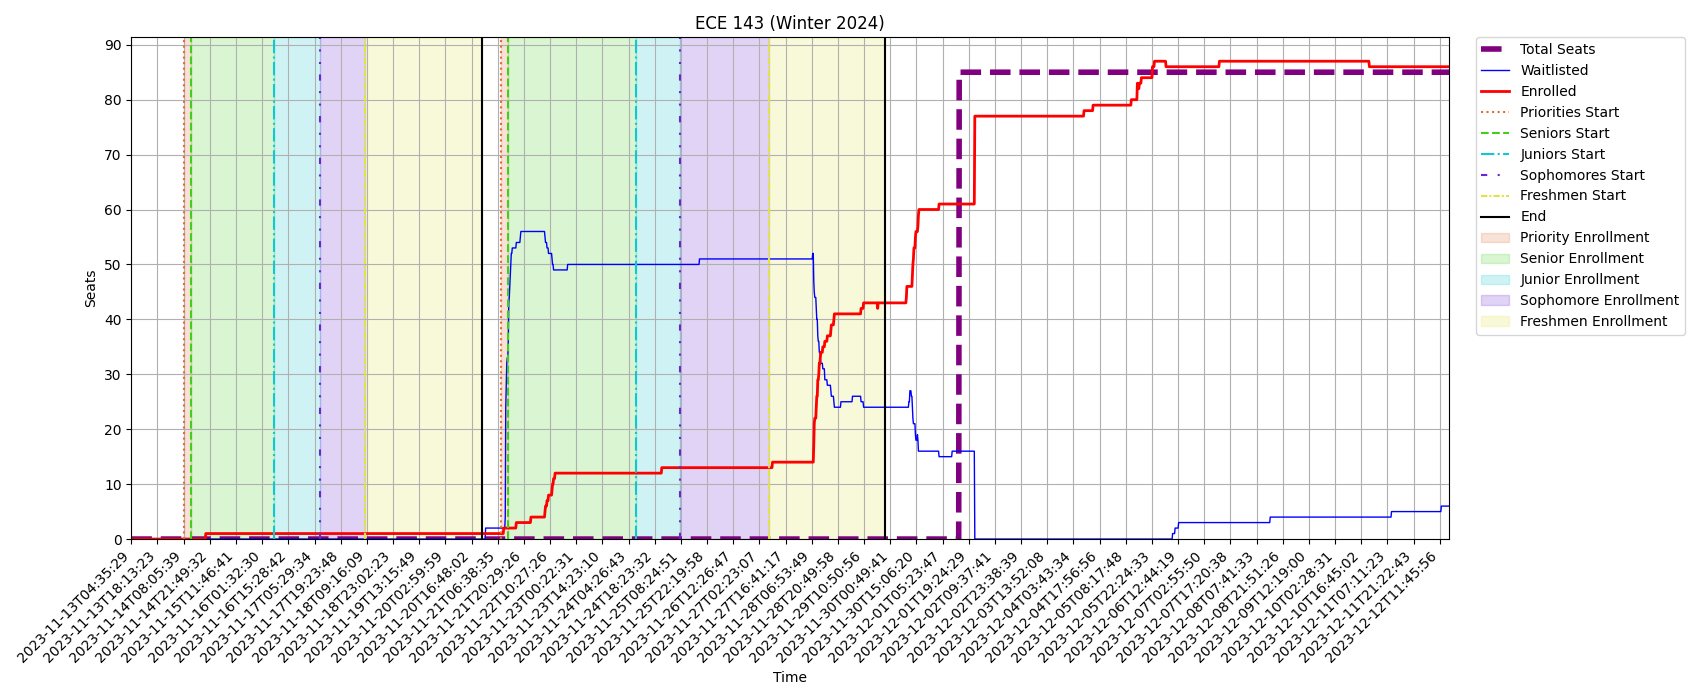 ECE 143 (Winter 2024)
90
80
70
60
50
40
30
20
10
0
Seats
2023-11-13T04:35:29
2023-11-13T18:13:23
2023-11-14T08:05:39
2023-11-14T21:49:32
2023-11-15T11:46:41
2023-11-16T01:32:30
2023-11-16T15:28:42
2023-11-17T05:29:34
2023-11-17T19:23:48
2023-11-18T09:16:09
2023-11-18T23:02:23
2023-11-19T13:15:49
2023-11-20T02:59:59
2023-11-20T16:48:02
2023-11-21T06:38:35
2023-11-21T20:29:26
2023-11-22T10:27:26
2023-11-23T00:22:31
2023-11-23T14:23:10
2023-11-24T04:26:43
2023-11-24T18:23:32
2023-11-25T08:24:51
2023-11-25T22:19:58
2023-11-26T12:26:47
2023-11-27T02:23:07
2023-11-27T16:41:17
2023-11-28T06:53:49
2023-11-28T20:49:58
2023-11-29T10:50:56
2023-11-30T00:49:41
2023-11-30T15:06:20
2023-12-01T05:23:47
2023-12-01T19:24:29
2023-12-02T09:37:41
2023-12-02T23:38:39
2023-12-03T13:52:08
2023-12-04T03:43:34
2023-12-04T17:56:56
2023-12-05T08:17:48
2023-12-05T22:24:33
2023-12-06T12:44:19
2023-12-07T02:55:50
2023-12-07T17:20:38
2023-12-08T07:41:33
2023-12-08T21:51:26
2023-12-09T12:19:00
2023-12-10T02:28:31
2023-12-10T16:45:02
2023-12-11T07:11:23
2023-12-11T21:22:43
2023-12-12T11:45:56
Time
Total Seats
Waitlisted
Enrolled
Priorities Start
Seniors Start
Juniors Start
Sophomores Start
Freshmen Start
End
Priority Enrollment
Senior Enrollment
Junior Enrollment
Sophomore Enrollment
Freshmen Enrollment